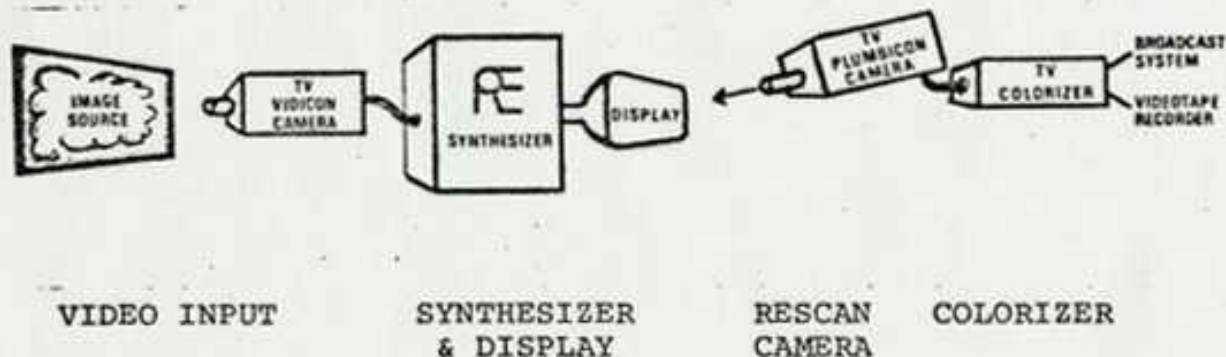 IMAGE
SOURCE
TV
VIDICON
CAMERA
RE
SYNTHESIZER
DISPLAY
TV
PLUMBICON
CAMERA
TV
COLORIZER
BROADCAST
SYSTEM
VIDEOTAPE
RECORDER
VIDEO INPUT
SYNTHESIZER
& DISPLAY
RESCAN
CAMERA
COLORIZER